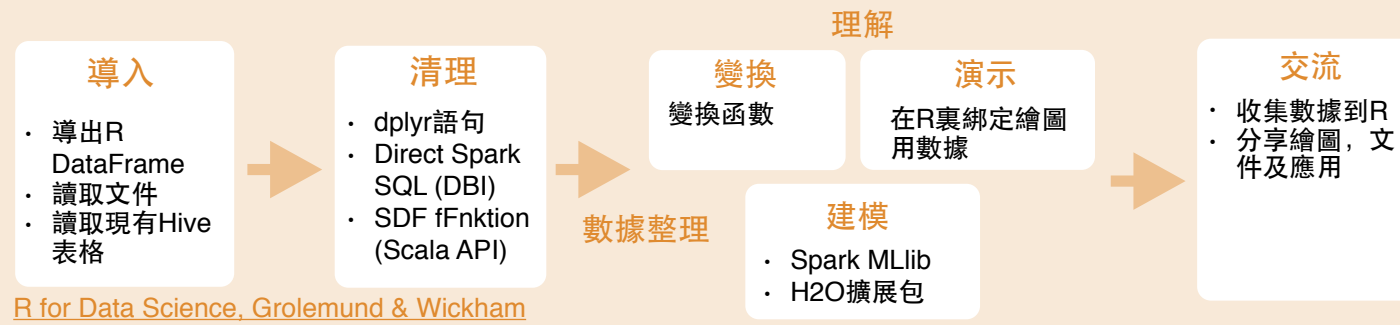 理解
導入
· 導出R
DataFrame
· 讀取文件
· 讀取現有Hive
表格
清理
· dplyr語句
· Direct Spark
SQL (DBI)
· SDF fFnktion
(Scala API)
數據整理
變換
變換函數
演示
在R裏綁定繪圖
用數據
建模
· Spark MLlib
· H2O擴展包
交流
· 收集數據到R
· 分享繪圖，文
件及應用
R for Data Science, Grolemund & Wickham